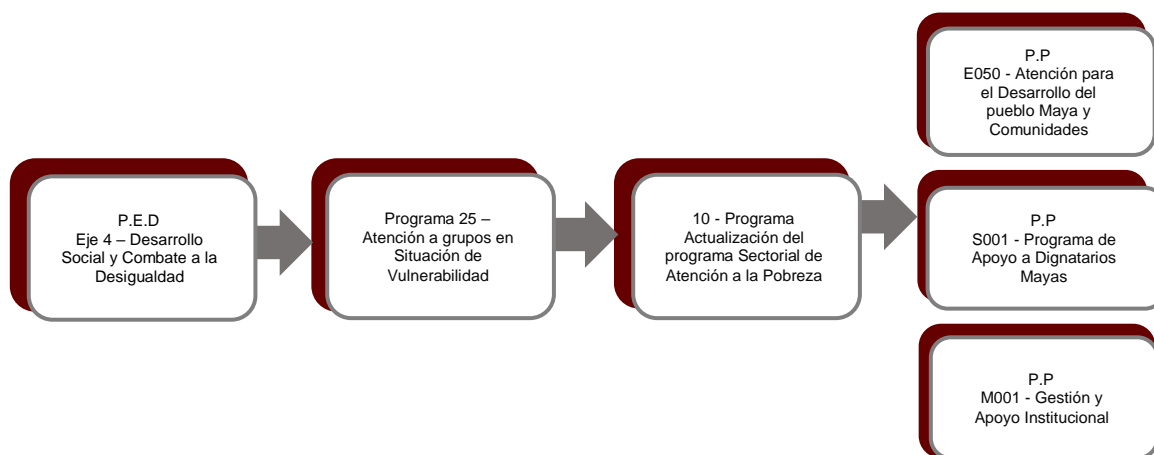 P.E.D
Eje 4 – Desarrollo
Social y Combate a la
Desigualdad
Programa 25 –
Atención a grupos en
Situación de
Vulnerabilidad
10 - Programa
Actualización del
programa Sectorial de
Atención a la Pobreza
P.P
E050 - Atención para
el Desarrollo del
pueblo Maya y
Comunidades
P.P
S001 - Programa de
Apoyo a Dignatarios
Mayas
P.P
M001 - Gestión y
Apoyo Institucional